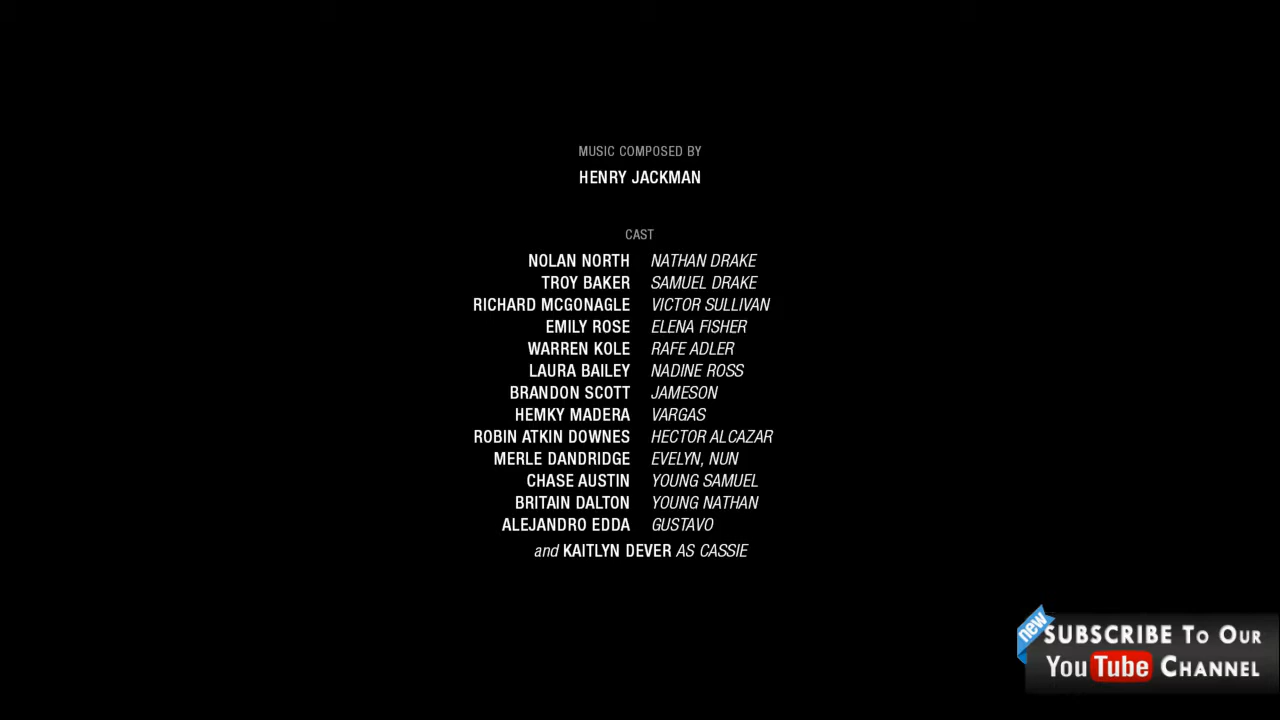 MUSIC COMPOSED BY
HENRY JACKMAN
CAST
NOLAN NORTH NATHAN DRAKE
TROY BAKER SAMUEL DRAKE
RICHARD MCGONAGLE VICTOR SULLIVAN
EMILY ROSE ELENA FISHER
WARREN KOLE RAFE ADLER
LAURA BAILEY NADINE ROSS
BRANDON SCOTT JAMESON
HEMKY MADERA VARGAS
ROBIN ATKIN DOWNES HECTOR ALCAZAR
MERLE DANDRIDGE EVELYN, NUN
CHASE AUSTIN YOUNG SAMUEL
BRITAIN DALTON YOUNG NATHAN
ALEJANDRO EDDA GUSTAVO
and KAITLYN DEVER AS CASSIE
new
SUBSCRIBE TO OUR
YouTube CHANNEL